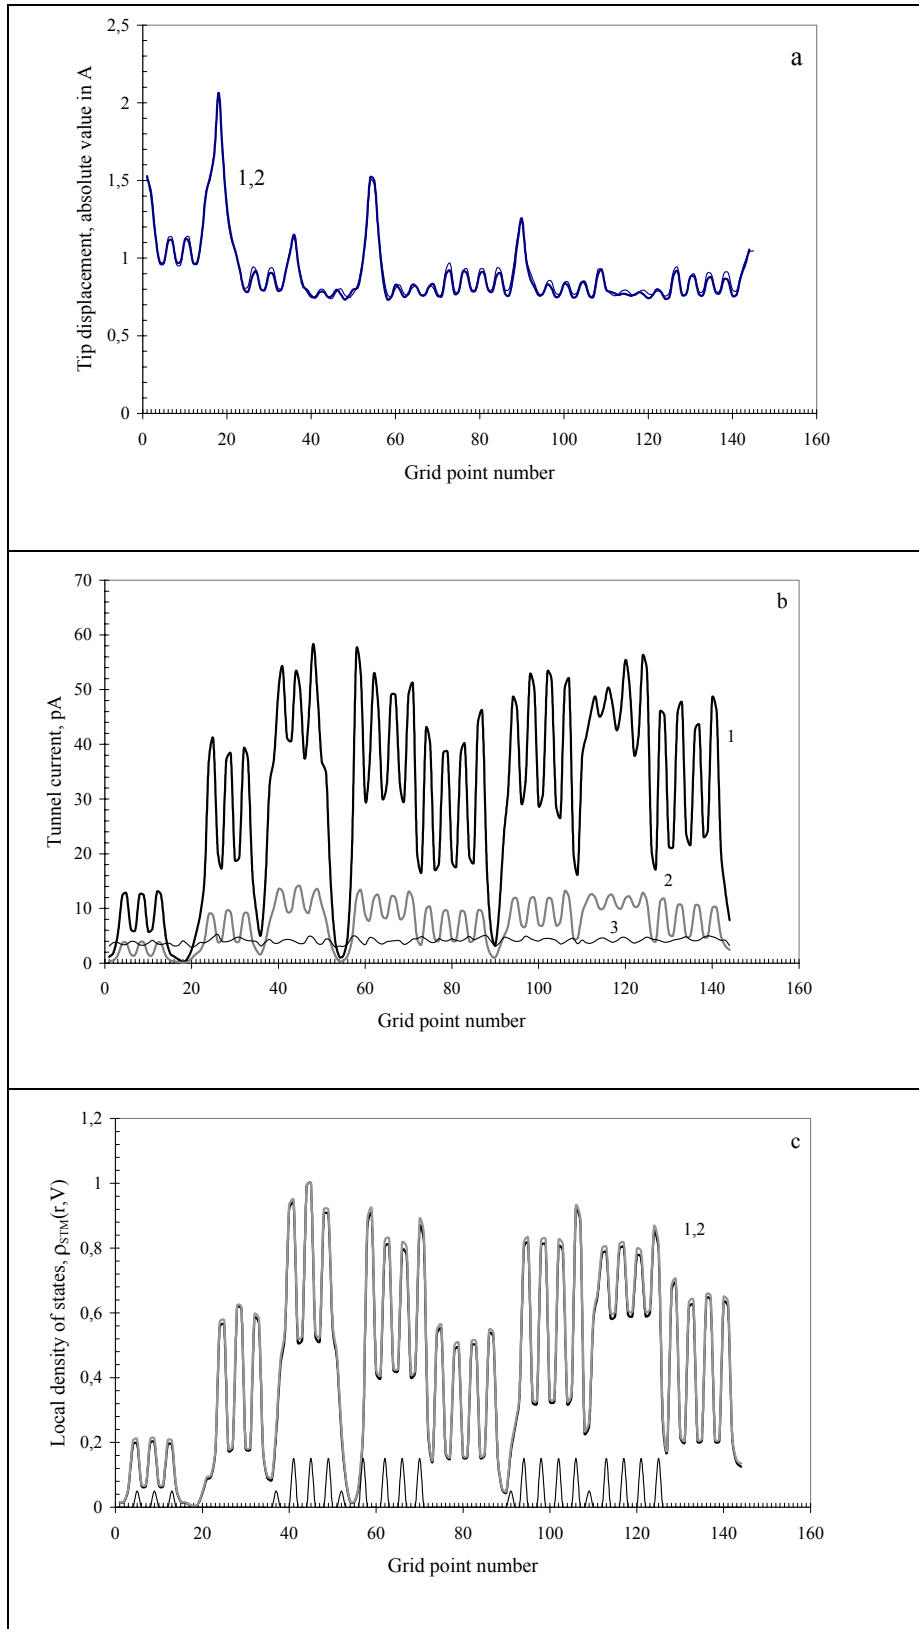 a
Tip displacement, absolute value in A
2,5
2
1,5
1
0,5
0
1,2
0 20 40 60 80 100 120 140 160
Grid point number
b
Tunnel current, pA
70
60
50
40
30
20
10
0
1
2
3
0 20 40 60 80 100 120 140 160
Grid point number
c
Local density of states, ρSTM(r,V)
1,2
1
0,8
0,6
0,4
0,2
0
1,2
0 20 40 60 80 100 120 140 160
Grid point number